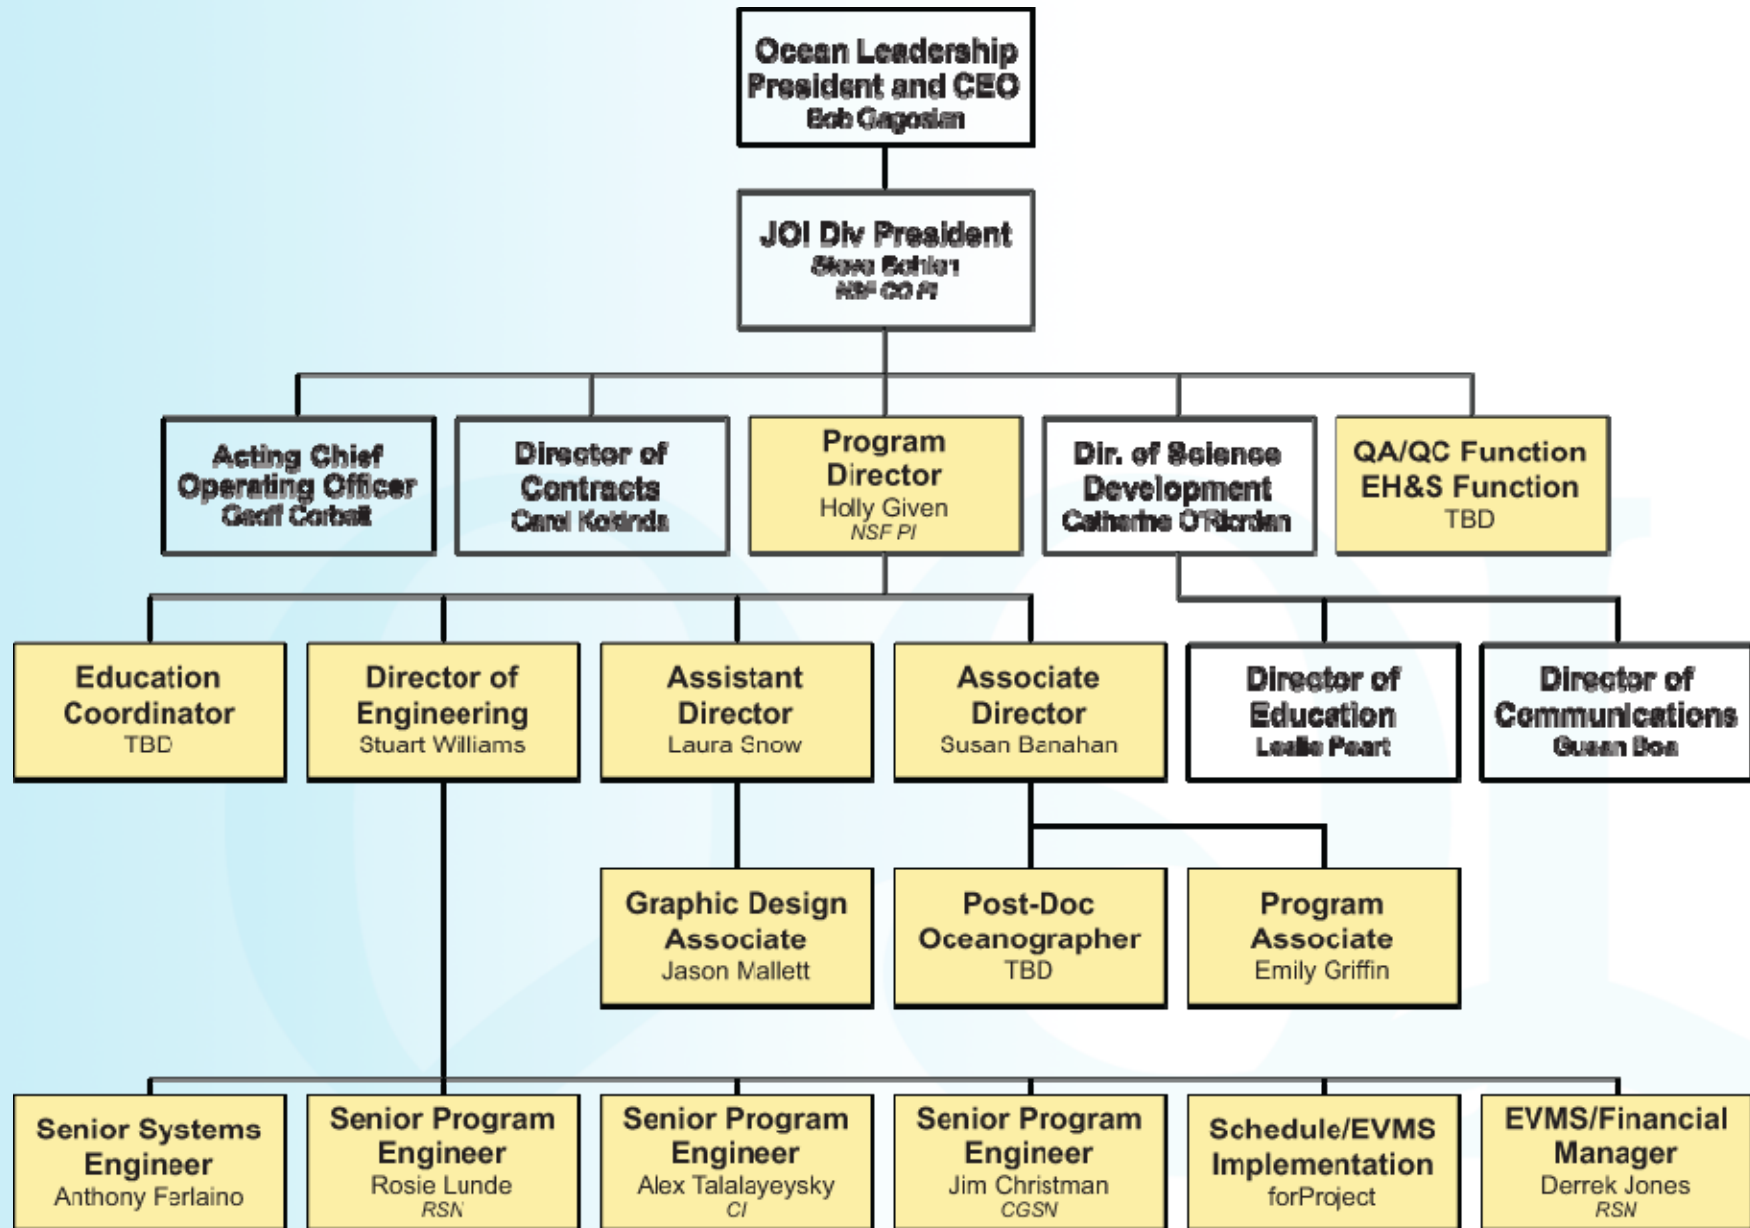 Ocean Leadership
President and CEO
Bob Gagosian
JOI Div President
Steve Bohlen
NSF CO PI
Acting Chief
Operating Officer
Geoff Corbett
Director of
Contracts
Carol Kokinda
Program
Director
Holly Given
NSF PI
Dir. of Science
Development
Catherine O'Riordan
QA/QC Function
EH&S Function
TBD
Education
Coordinator
TBD
Director of
Engineering
Stuart Williams
Assistant
Director
Laura Snow
Associate
Director
Susan Banahan
Director of
Education
Leslie Peart
Director of
Communications
Graphic Design
Associate
Jason Mallett
Post-Doc
Oceanographer
TBD
Program
Associate
Emily Griffin
Senior Systems
Engineer
Anthony Ferlaino
Senior Program
Engineer
Rosie Lunde
RSN
Senior Program
Engineer
Alex Talalayeysky
CI
Senior Program
Engineer
Jim Christman
CGSN
Schedule/EVMS
Implementation
forProject
EVMS/Financial
Manager
Derrek Jones
RSN